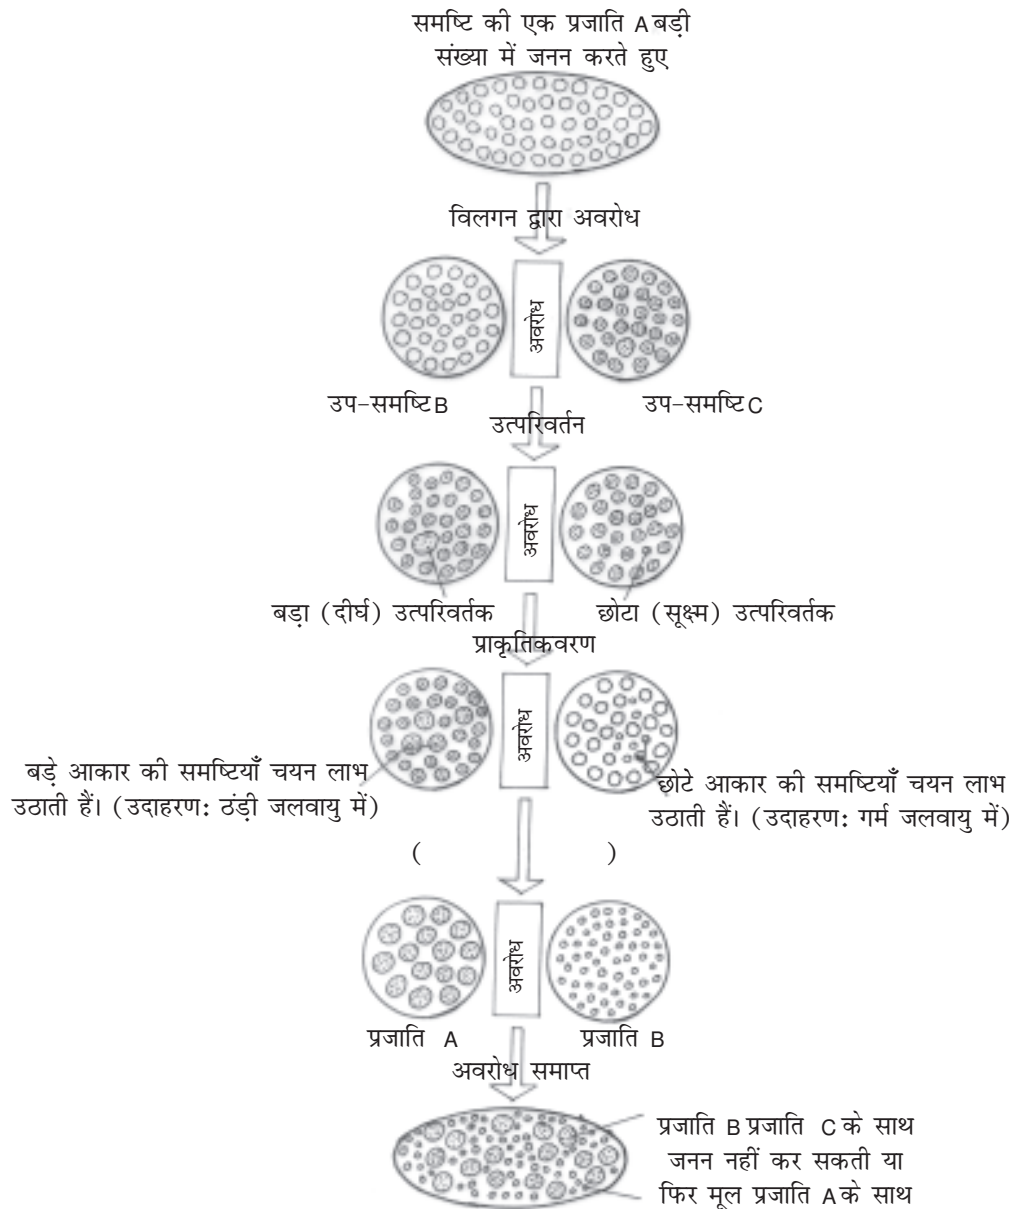 समष्टि की एक प्रजाति A बड़ी
संख्या में जनन करते हुए
विलगन द्वारा अवरोध
अवरोध
उप-समष्टि B
उप-समष्टि C
उत्परिवर्तन
अवरोध
बड़ा (दीर्घ) उत्परिवर्तक
छोटा (सूक्ष्म) उत्परिवर्तक
प्राकृतिकवरण
अवरोध
बड़े आकार की समष्टियाँ चयन लाभ
उठाती हैं। (उदाहरण: ठंड़ी जलवायु में)
छोटे आकार की समष्टियाँ चयन लाभ
उठाती हैं। (उदाहरण: गर्म जलवायु में)
( )
अवरोध
प्रजाति A
प्रजाति B
अवरोध समाप्त
प्रजाति B प्रजाति C के साथ
जनन नहीं कर सकती या
फिर मूल प्रजाति A के साथ